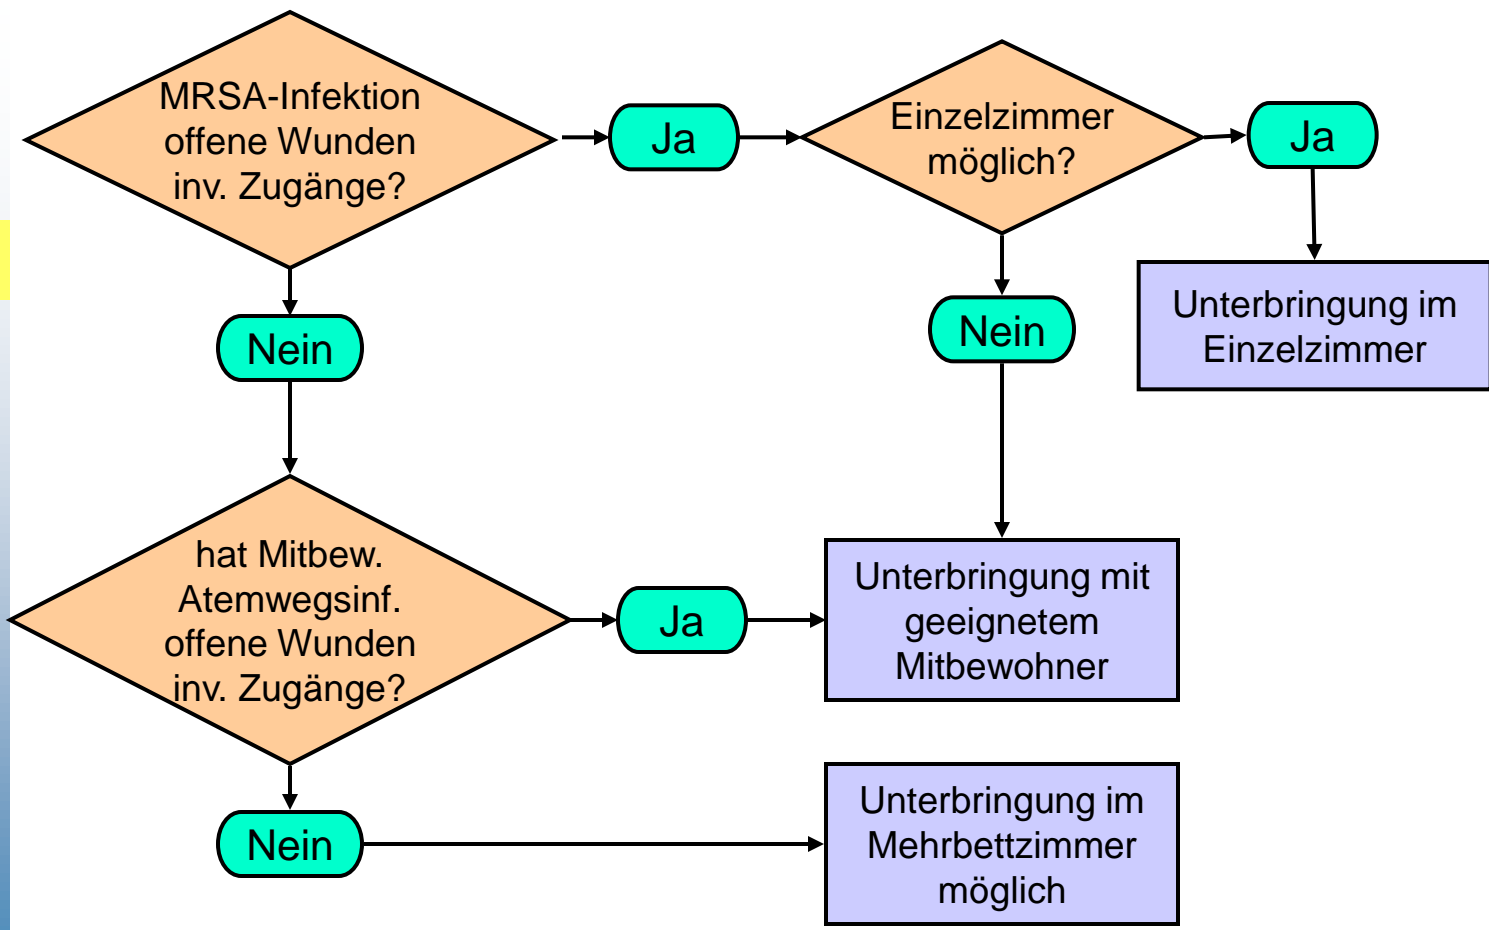 MRSA-Infektion
offene Wunden
inv. Zugänge?
Ja
Einzelzimmer
möglich?
Ja
Nein
Nein
Unterbringung im
Einzelzimmer
hat Mitbew.
Atemwegsinf.
offene Wunden
inv. Zugänge?
Ja
Unterbringung mit
geeignetem
Mitbewohner
Nein
Unterbringung im
Mehrbettzimmer
möglich